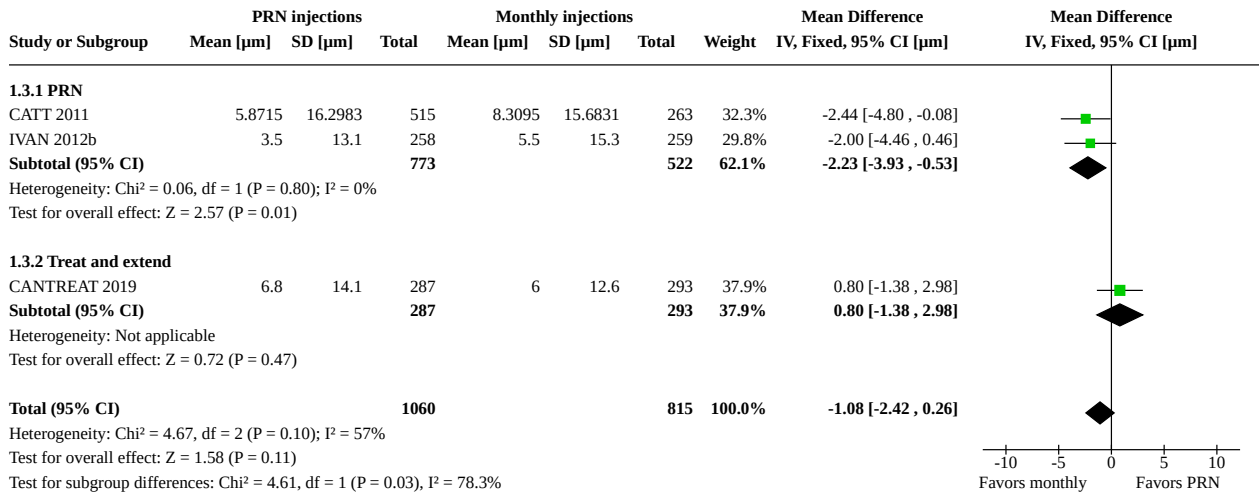 PRN injections Monthly injections Mean Difference Mean Difference
Study or Subgroup Mean [µm] SD [µm] Total Mean [µm] SD [µm] Total Weight IV, Fixed, 95% CI [µm] IV, Fixed, 95% CI [µm]
1.3.1 PRN
CATT 2011 5.8715 16.2983 515 8.3095 15.6831 263 32.3% -2.44 [-4.80 , -0.08]
IVAN 2012b 3.5 13.1 258 5.5 15.3 259 29.8% -2.00 [-4.46 , 0.46]
Subtotal (95% CI) 773 522 62.1% -2.23 [-3.93 , -0.53]
Heterogeneity: Chi² = 0.06, df = 1 (P = 0.80); I² = 0%
Test for overall effect: Z = 2.57 (P = 0.01)
1.3.2 Treat and extend
CANTREAT 2019 6.8 14.1 287 6 12.6 293 37.9% 0.80 [-1.38 , 2.98]
Subtotal (95% CI) 287 293 37.9% 0.80 [-1.38 , 2.98]
Heterogeneity: Not applicable
Test for overall effect: Z = 0.72 (P = 0.47)
Total (95% CI) 1060 815 100.0% -1.08 [-2.42 , 0.26]
Heterogeneity: Chi² = 4.67, df = 2 (P = 0.10); I² = 57%
Test for overall effect: Z = 1.58 (P = 0.11)
-10 -5 0 5 10
Test for subgroup differences: Chi² = 4.61, df = 1 (P = 0.03), I² = 78.3%
Favors monthly Favors PRN